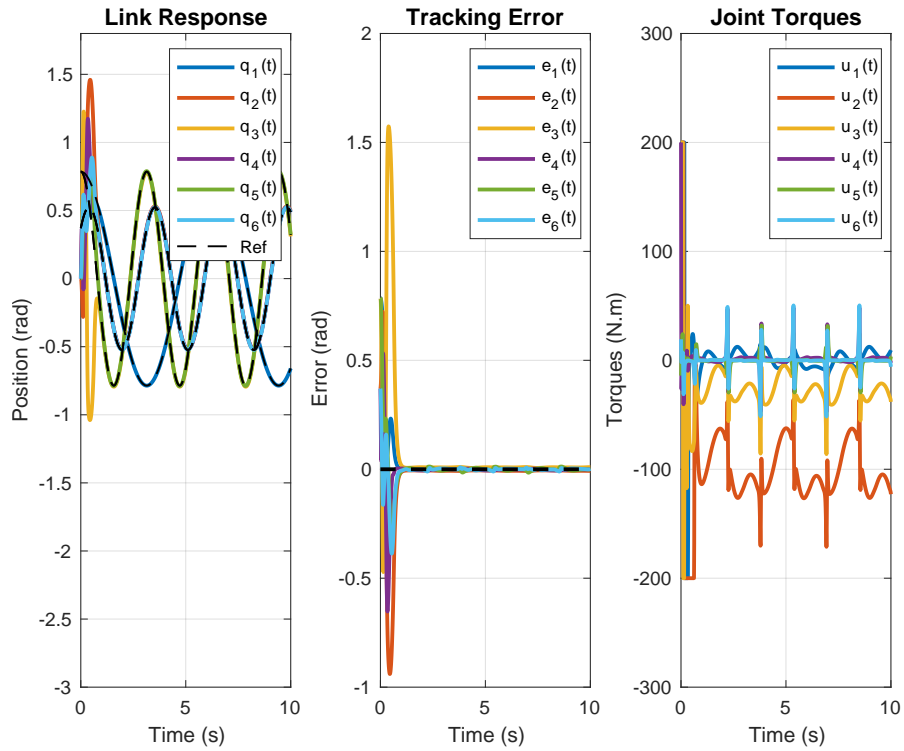 Link Response
Position (rad)
1.5
1
0.5
0
-0.5
-1
-1.5
-2
-2.5
-3
0
5
10
Time (s)
q1(t)
q2(t)
q3(t)
q4(t)
q5(t)
q6(t)
Ref
Tracking Error
Error (rad)
2
1.5
1
0.5
0
-0.5
-1
0
5
10
Time (s)
e1(t)
e2(t)
e3(t)
e4(t)
e5(t)
e6(t)
Joint Torques
Torques (N.m)
300
200
100
0
-100
-200
-300
0
5
10
Time (s)
u1(t)
u2(t)
u3(t)
u4(t)
u5(t)
u6(t)